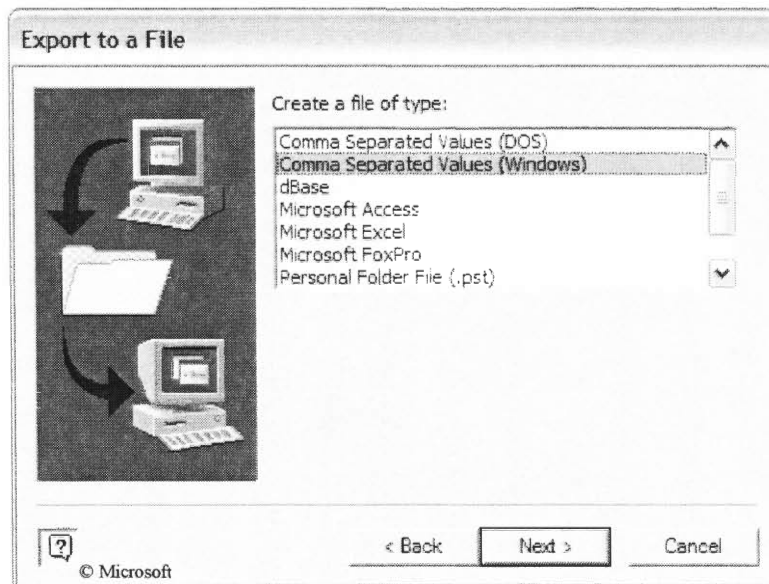 Export to a File
Create a file of type:
Comma Separated Values (DOS)
Comma Separated Values (Windows)
dBase
Microsoft Access
Microsoft Excel
Microsoft FoxPro
Personal Folder File (.pst)
?
< Back
Next >
Cancel
© Microsoft